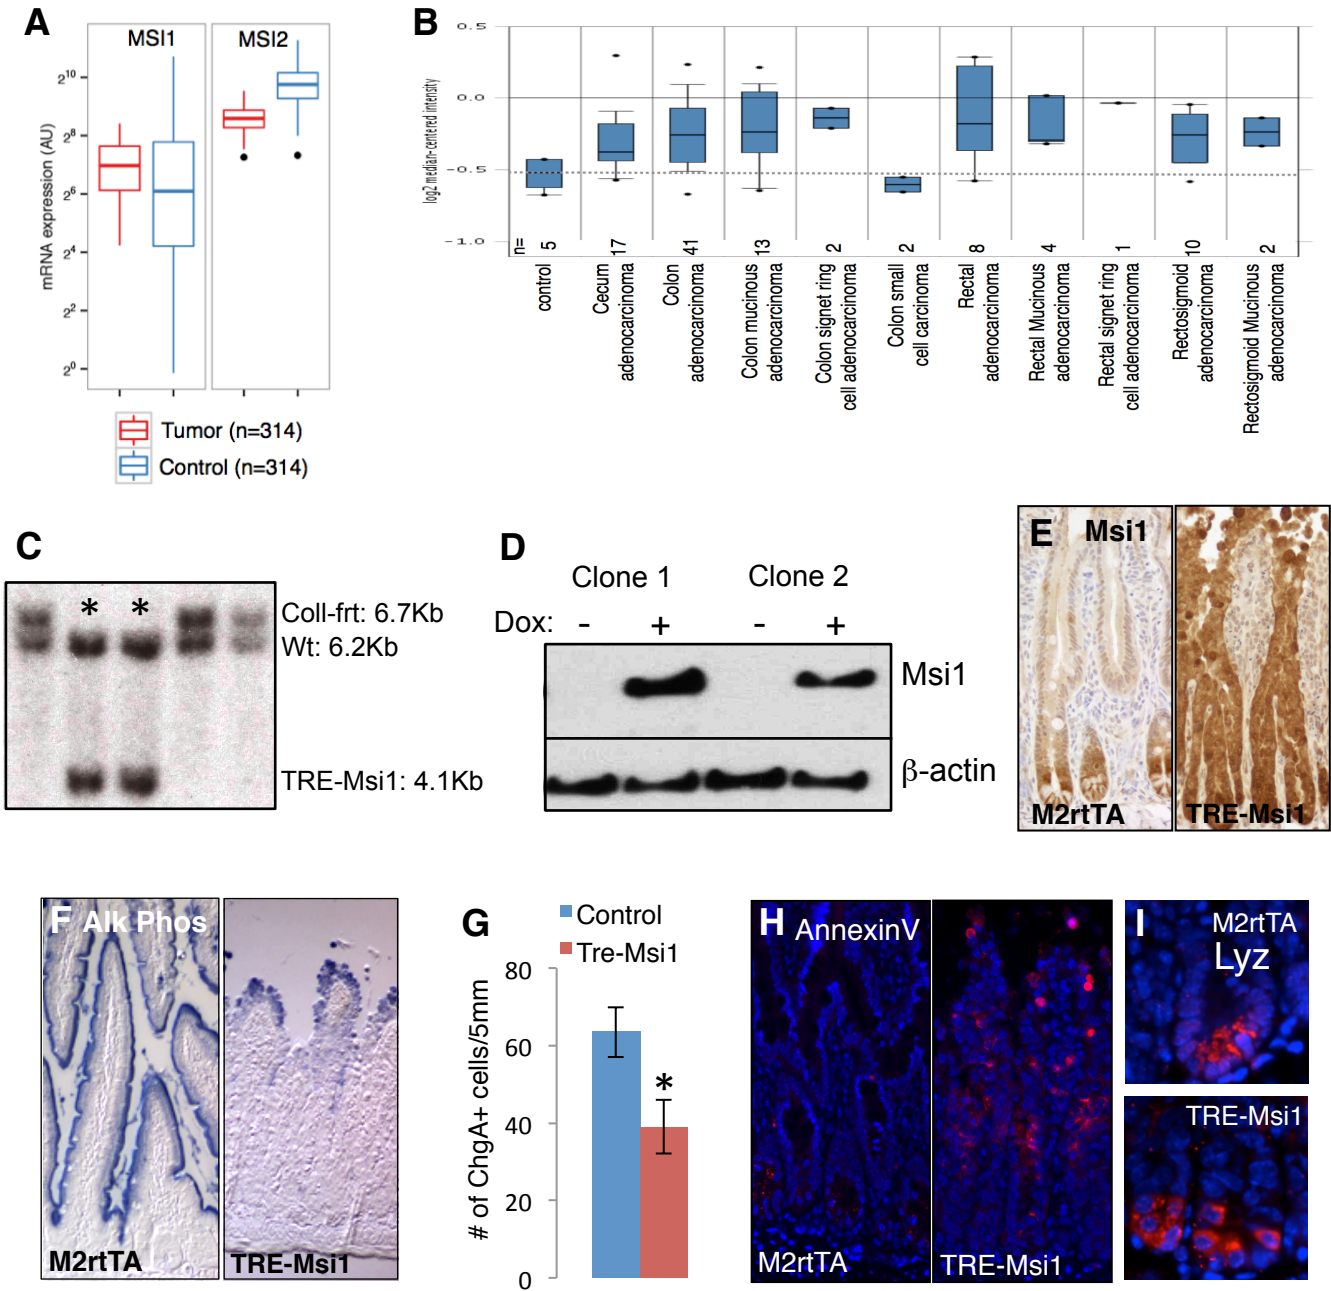 A
MSI1
MSI2
mRNA expression (AU)
2^10
2^8
2^6
2^4
2^2
2^0
Tumor (n=314)
Control (n=314)
B
log2 median-centered intensity
0.5
0.0
-0.5
-1.0
n=
5
17
41
13
2
2
8
4
1
10
2
control
Cecum
adenocarcinoma
Colon
adenocarcinoma
Colon mucinous
adenocarcinoma
Colon signet ring
cell adenocarcinoma
Colon small
cell carcinoma
Rectal
adenocarcinoma
Rectal Mucinous
adenocarcinoma
Rectal signet ring
cell adenocarcinoma
Rectosigmoid
adenocarcinoma
Rectosigmoid Mucinous
adenocarcinoma
C
* *
Coll-frt: 6.7Kb
Wt: 6.2Kb
TRE-Msi1: 4.1Kb
D
Clone 1 Clone 2
Dox: - + - +
Msi1
β-actin
E
Msi1
M2rtTA
TRE-Msi1
F Alk Phos
M2rtTA
TRE-Msi1
G
Control
Tre-Msi1
# of ChgA+ cells/5mm
80
60
40
20
0
*
H AnnexinV
M2rtTA
TRE-Msi1
I
M2rtTA
Lyz
TRE-Msi1